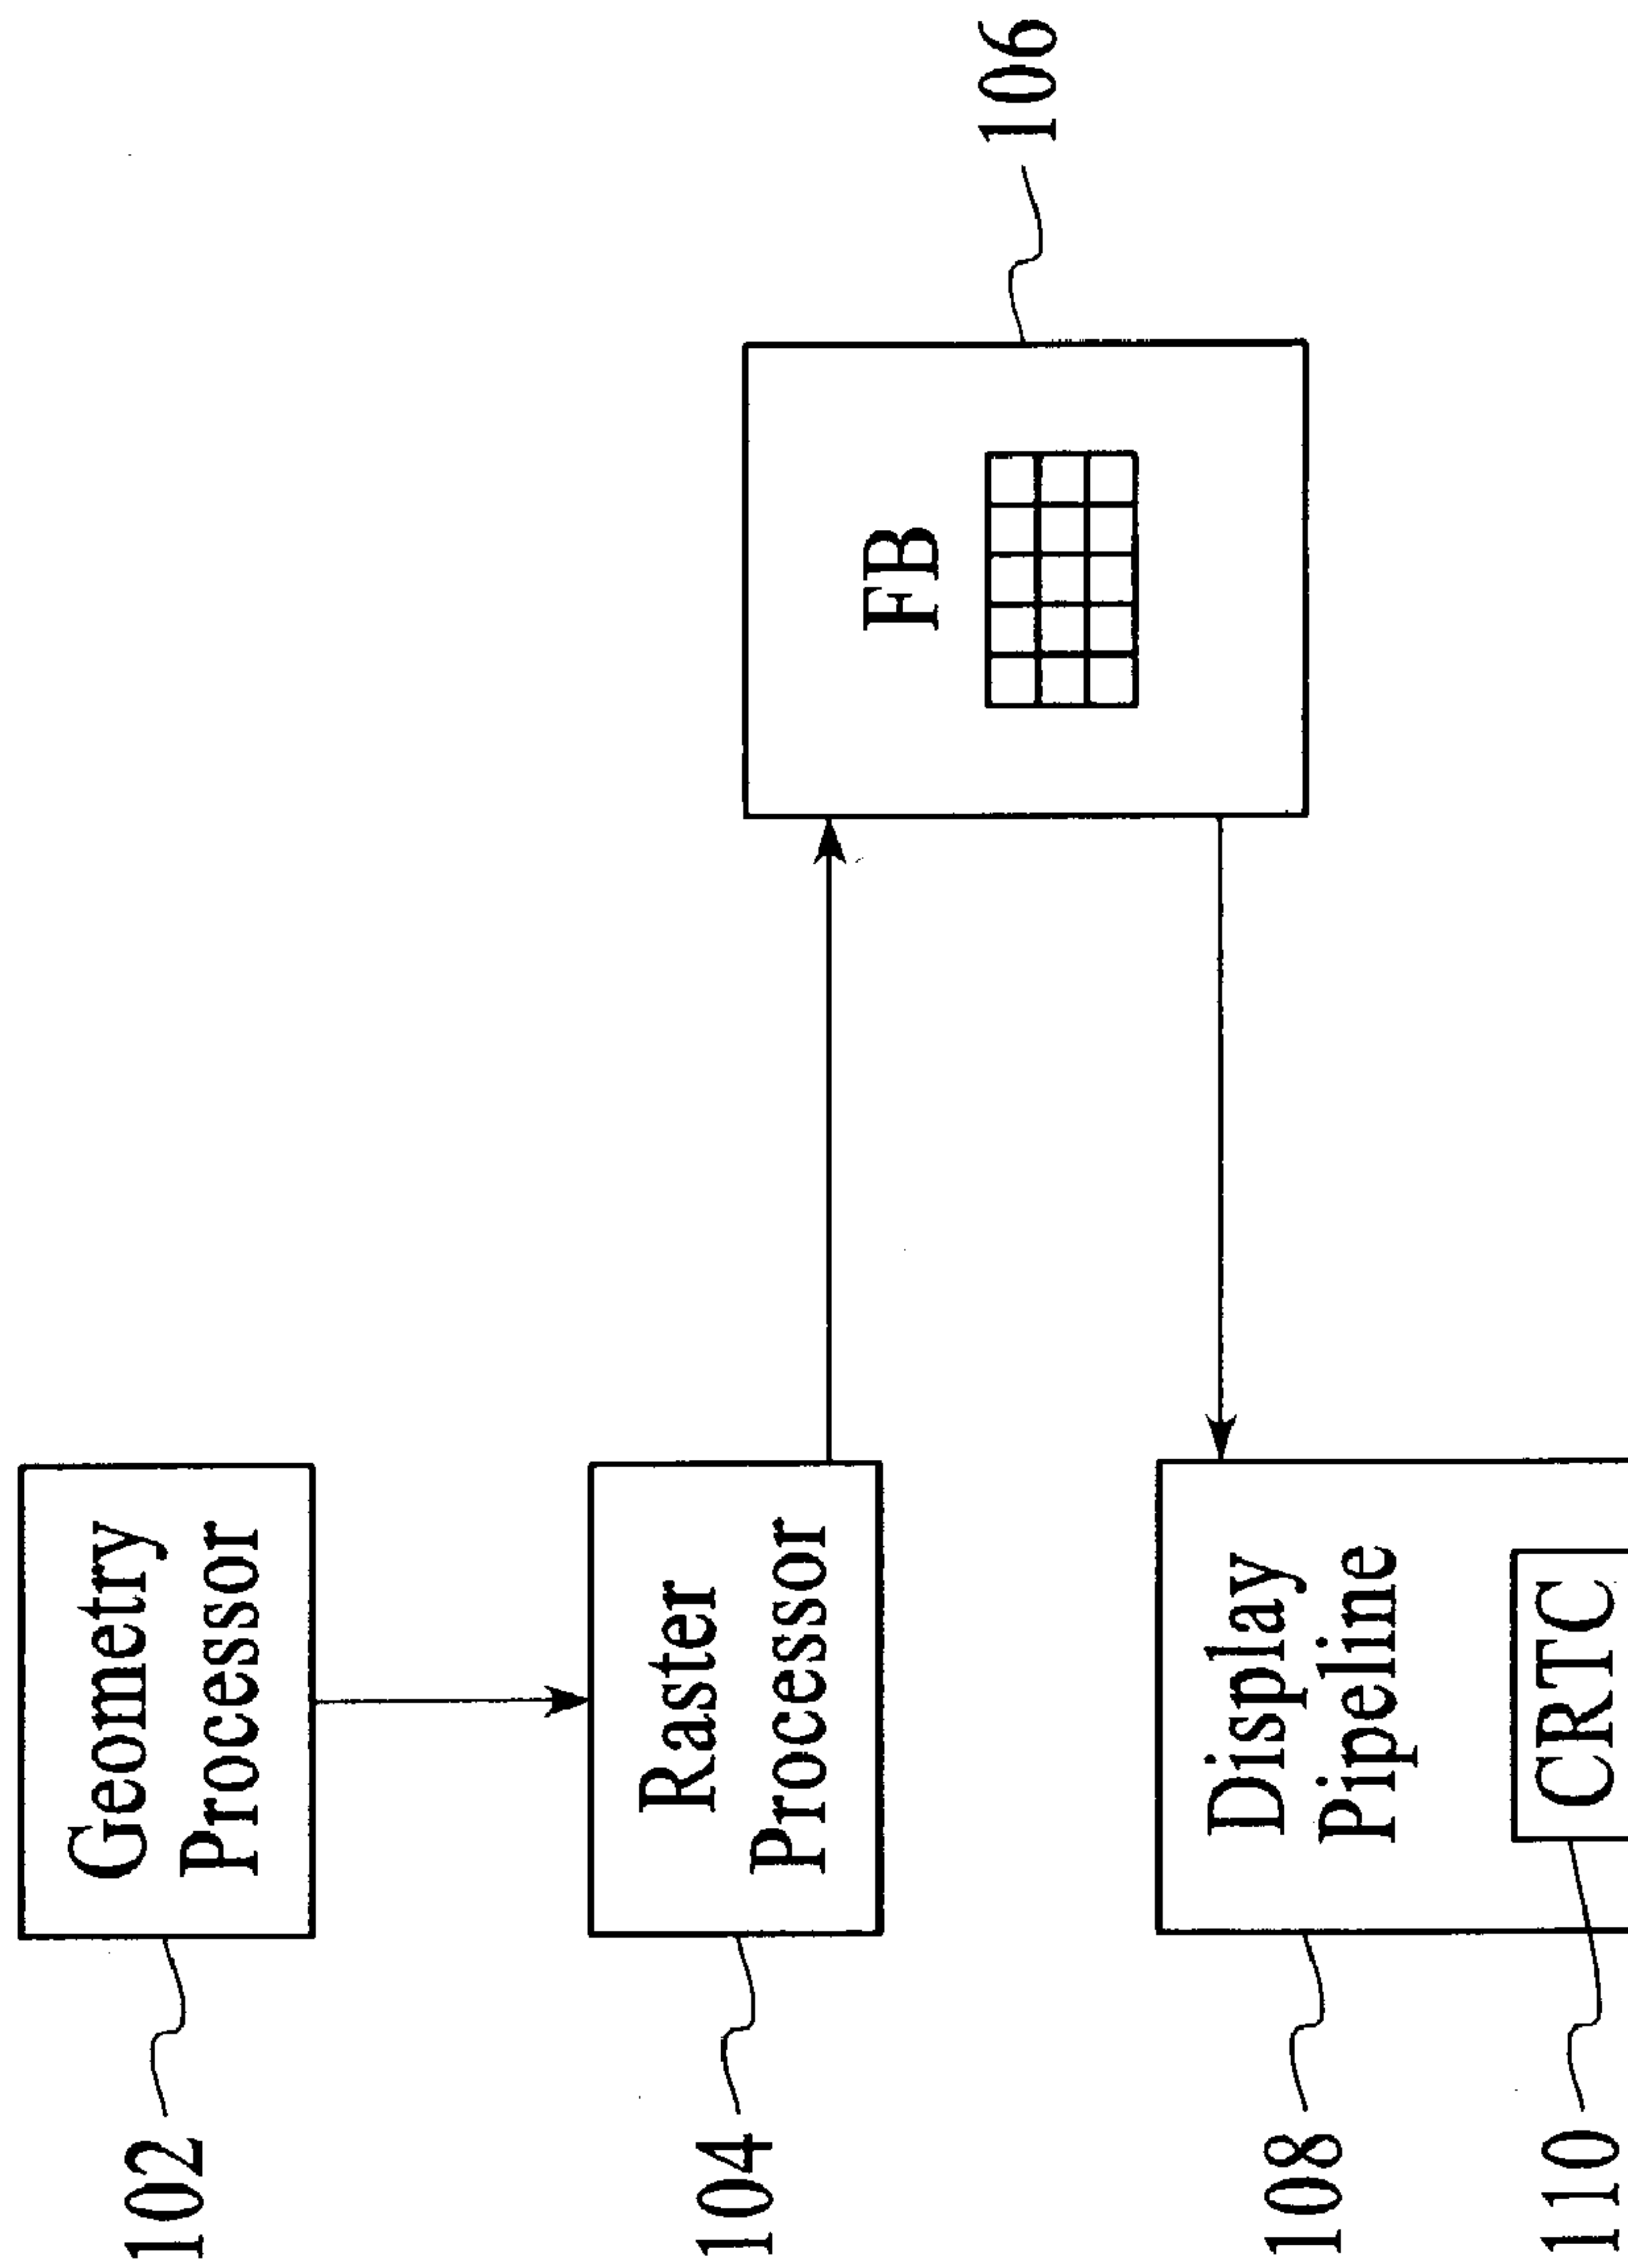 102
Geometry
Processor
104
Raster
Processor
106
FB
108
Display
Pipeline
110
CRTC